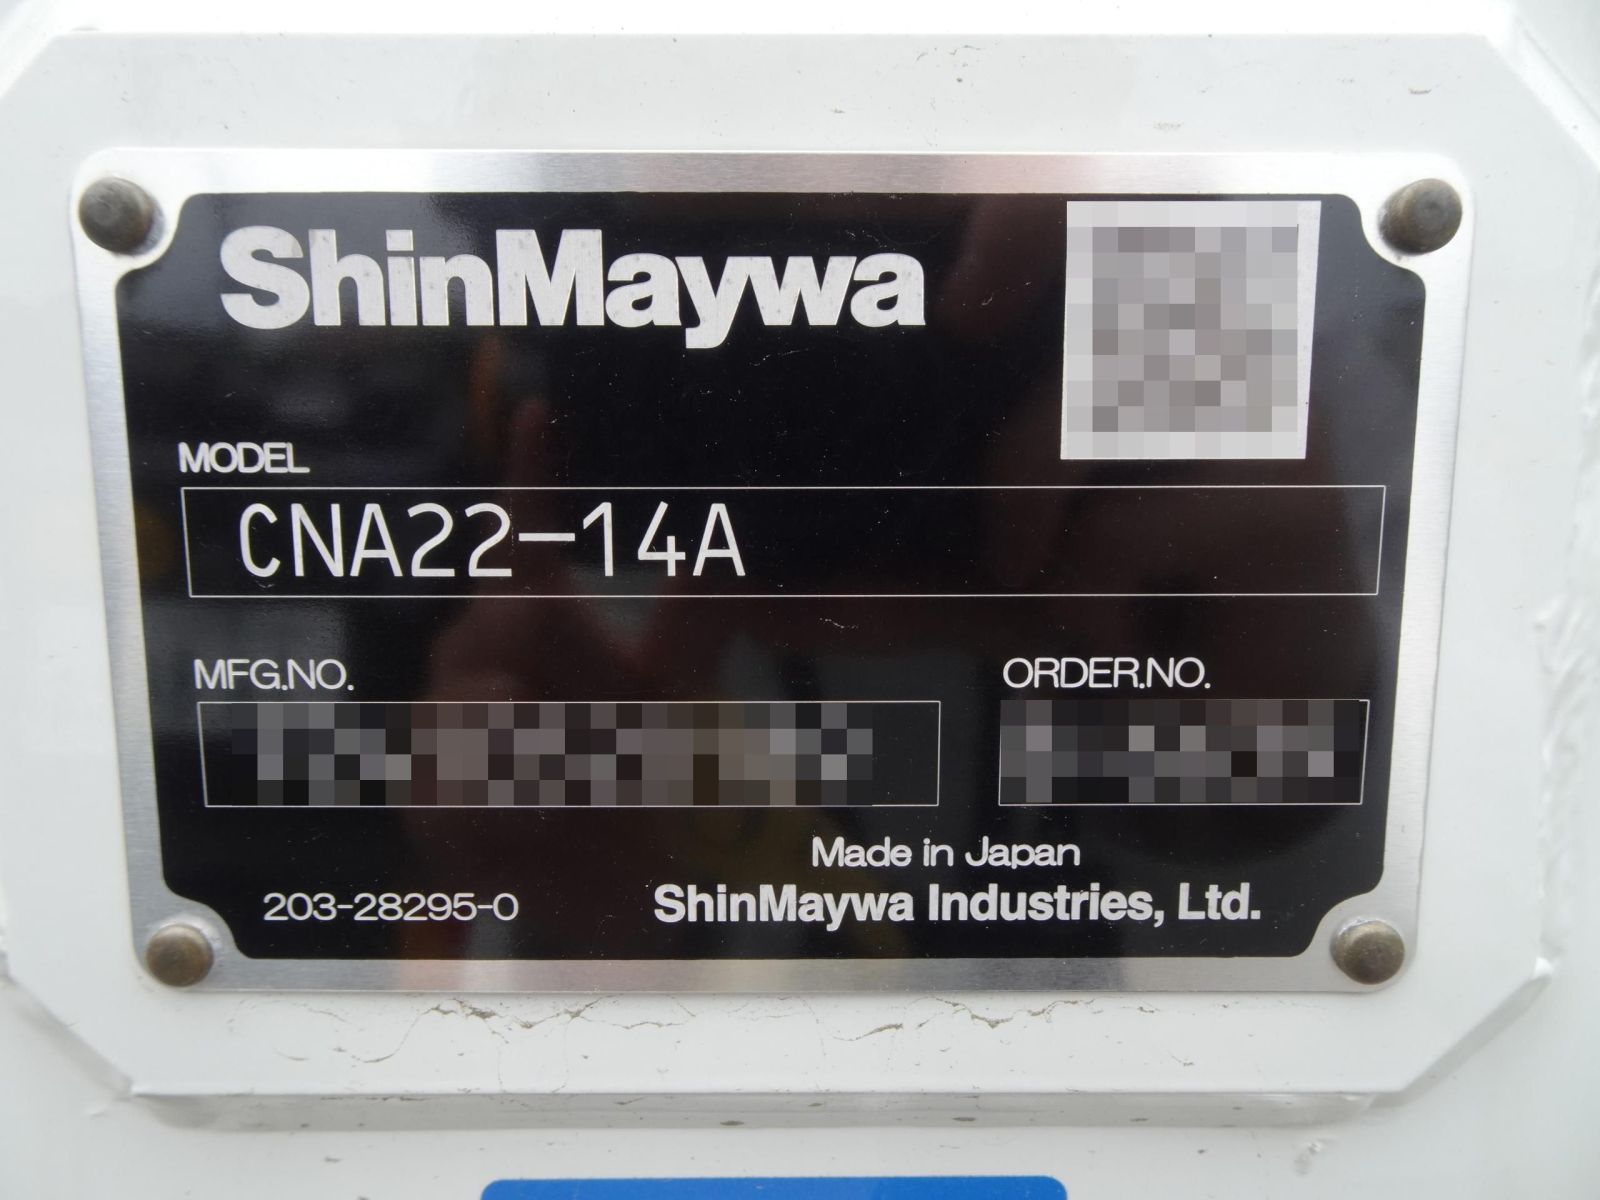 ShinMaywa
MODEL
CNA22-14A
MFG.NO. ORDER.NO.
Made in Japan
203-28295-0 ShinMaywa Industries, Ltd.